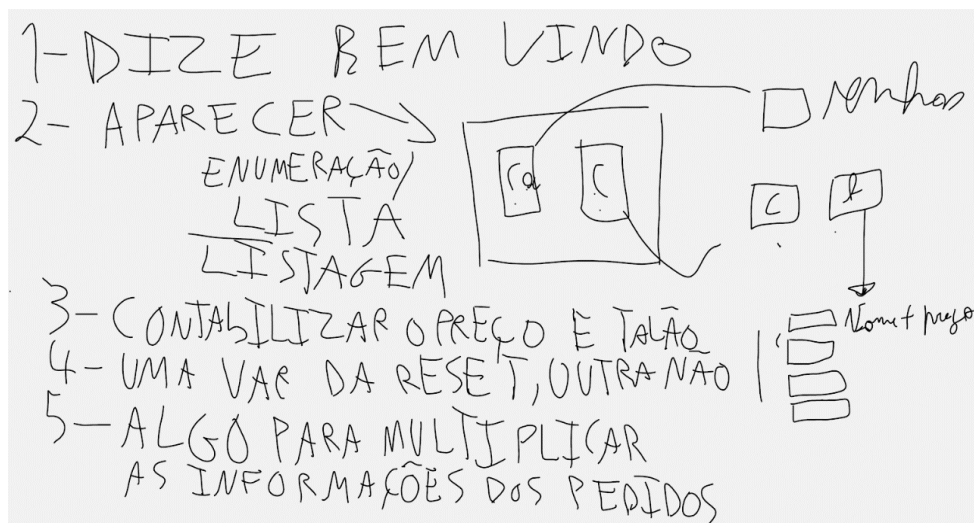 1-DIZE BEM VINDO
2- APARECER
ENUMERAÇÃO/
LISTA
LISTAGEM
Ca
C
C
Nome + preço
3-CONTABILIZAR O PREÇO E TALÃO
4-UMA VAR DA RESET, OUTRA NÃO
5-ALGO PARA MULTIPLICAR
AS INFORMAÇÕES DOS PEDIDOS